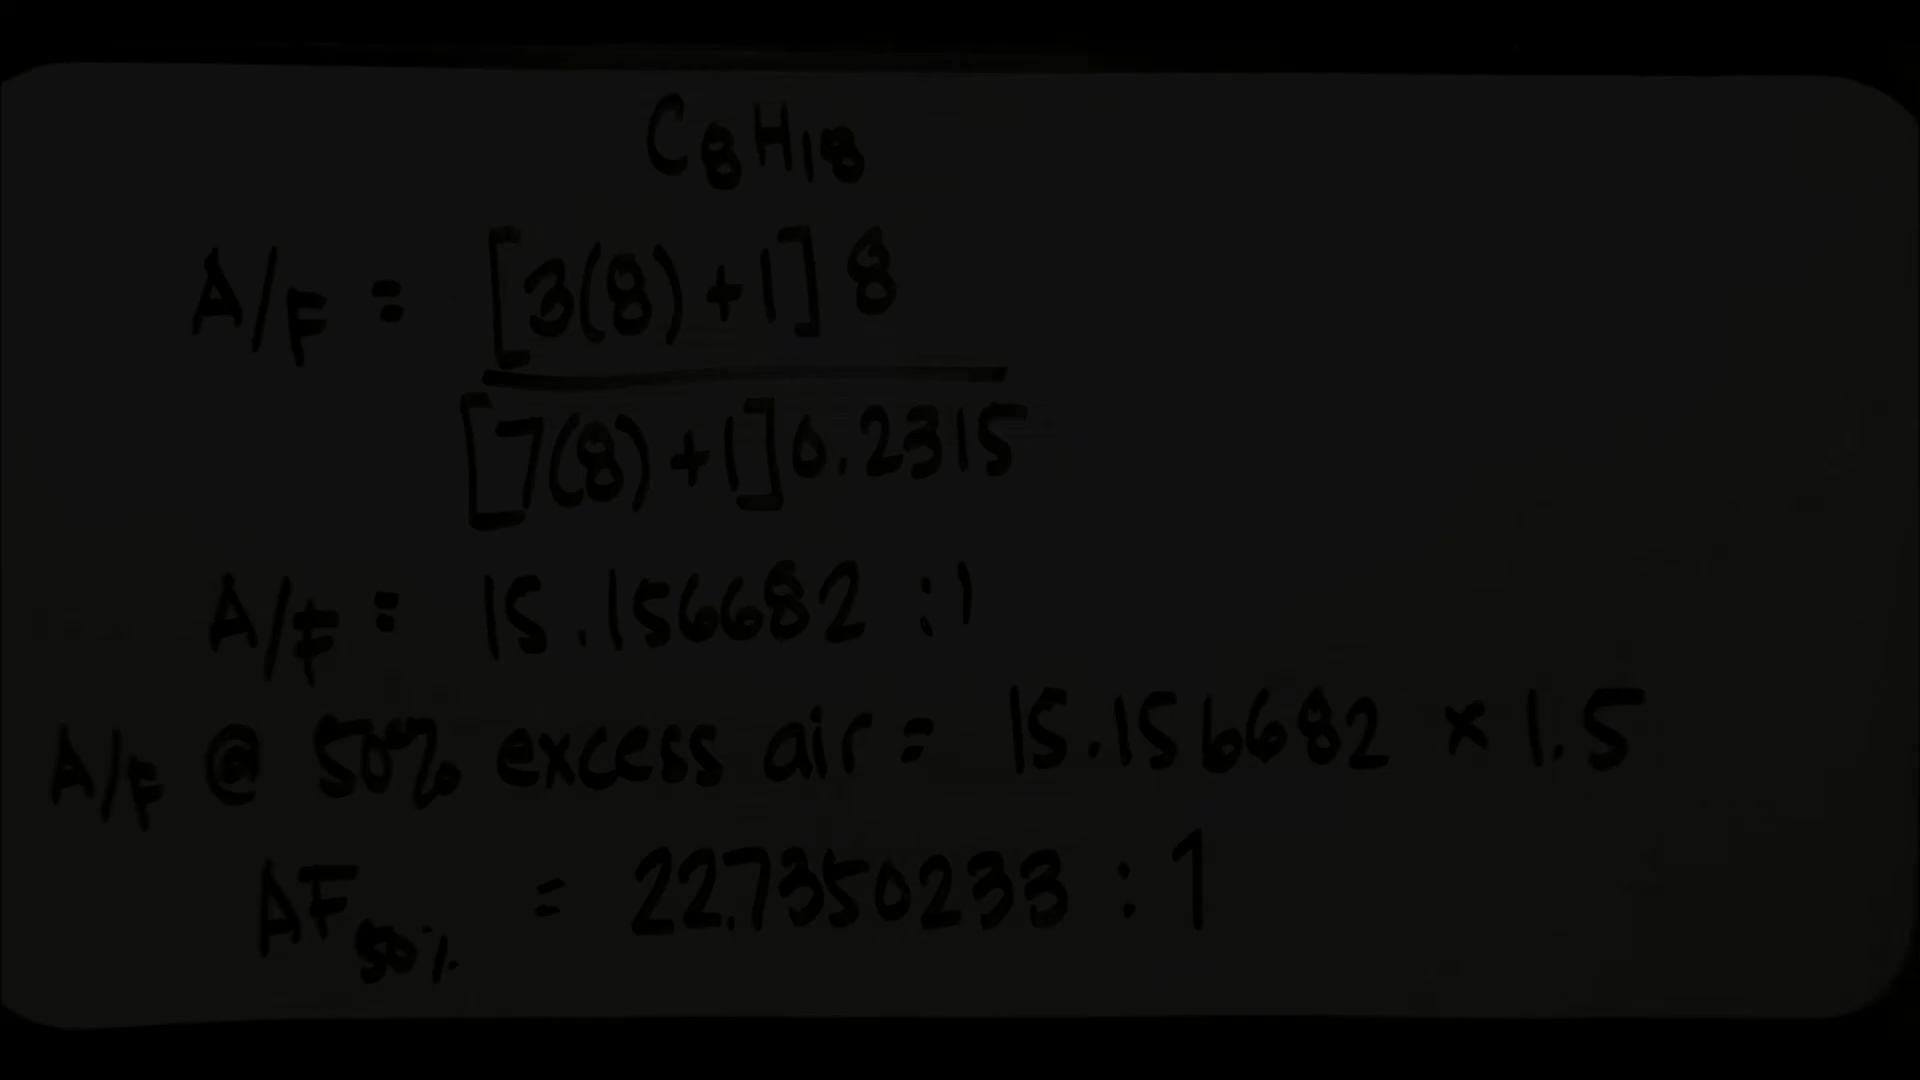 C8H18
A/F = [3(8)+1] 8
[7(8)+1] 0.2315
A/F = 15.156682 :1
A/F @ 50% excess air = 15.156682 × 1.5
AF50% = 22.7350233 : 1